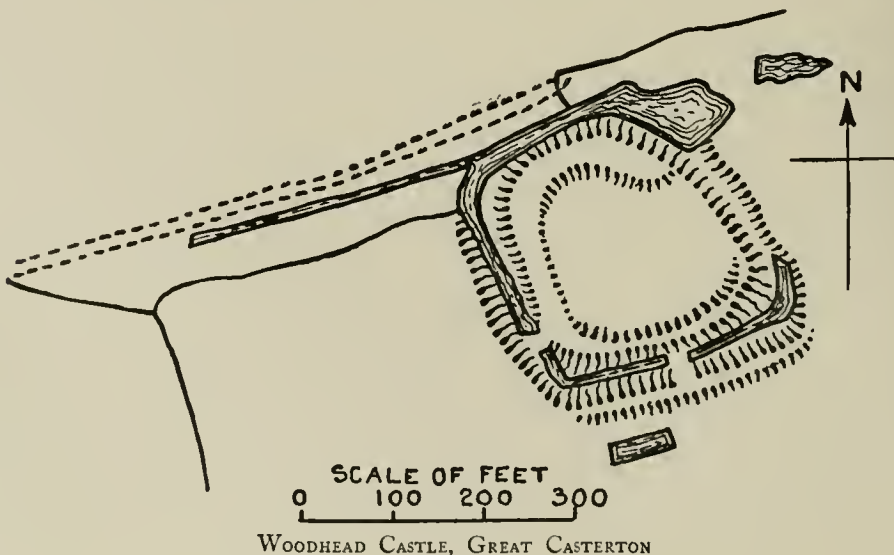 N
SCALE OF FEET
0 100 200 300
WOODHEAD CASTLE, GREAT CASTERTON